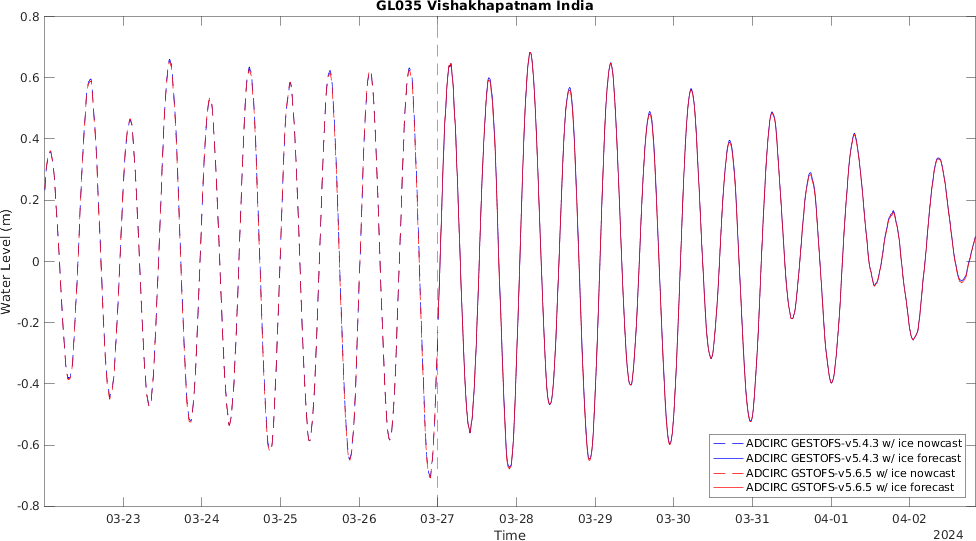 GL035 Vishakhapatnam India
0.8
0.6
0.4
0.2
0
-0.2
-0.4
-0.6
-0.8
Water Level (m)
ADCIRC GESTOFS-v5.4.3 w/ ice nowcast
ADCIRC GESTOFS-v5.4.3 w/ ice forecast
ADCIRC GSTOFS-v5.6.5 w/ ice nowcast
ADCIRC GSTOFS-v5.6.5 w/ ice forecast
03-23 03-24 03-25 03-26 03-27 03-28 03-29 03-30 03-31 04-01 04-02
Time
2024